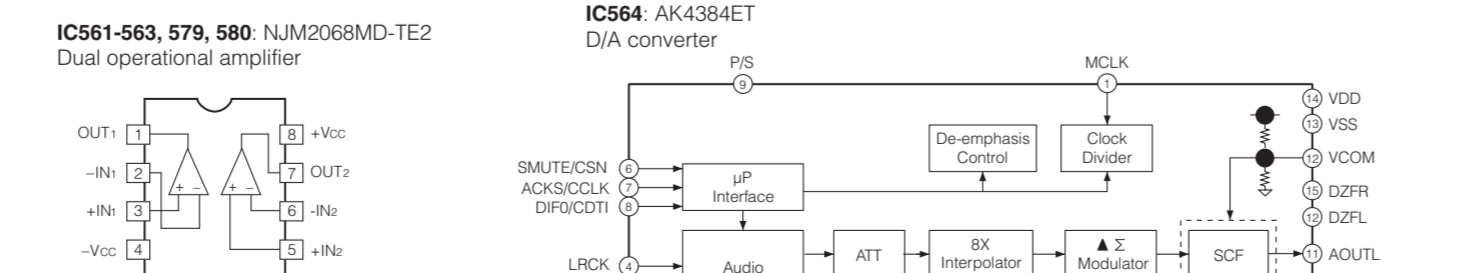 IC561-563, 579, 580: NJM2068MD-TE2
Dual operational amplifier
OUT1 1
8 +VCC
−IN1 2
7 OUT2
+ −
+ −
+IN1 3
6 -IN2
−VCC 4
5 +IN2
IC564: AK4384ET
D/A converter
P/S
MCLK
9
1
14 VDD
13 VSS
De-emphasis
Control
Clock
Divider
12 VCOM
SMUTE/CSN 6
ACKS/CCLK 7
DIF0/CDTI 8
µP
Interface
15 DZFR
12 DZFL
LRCK 4
Audio
ATT
8X
Interpolator
▲ Σ
Modulator
SCF
11 AOUTL